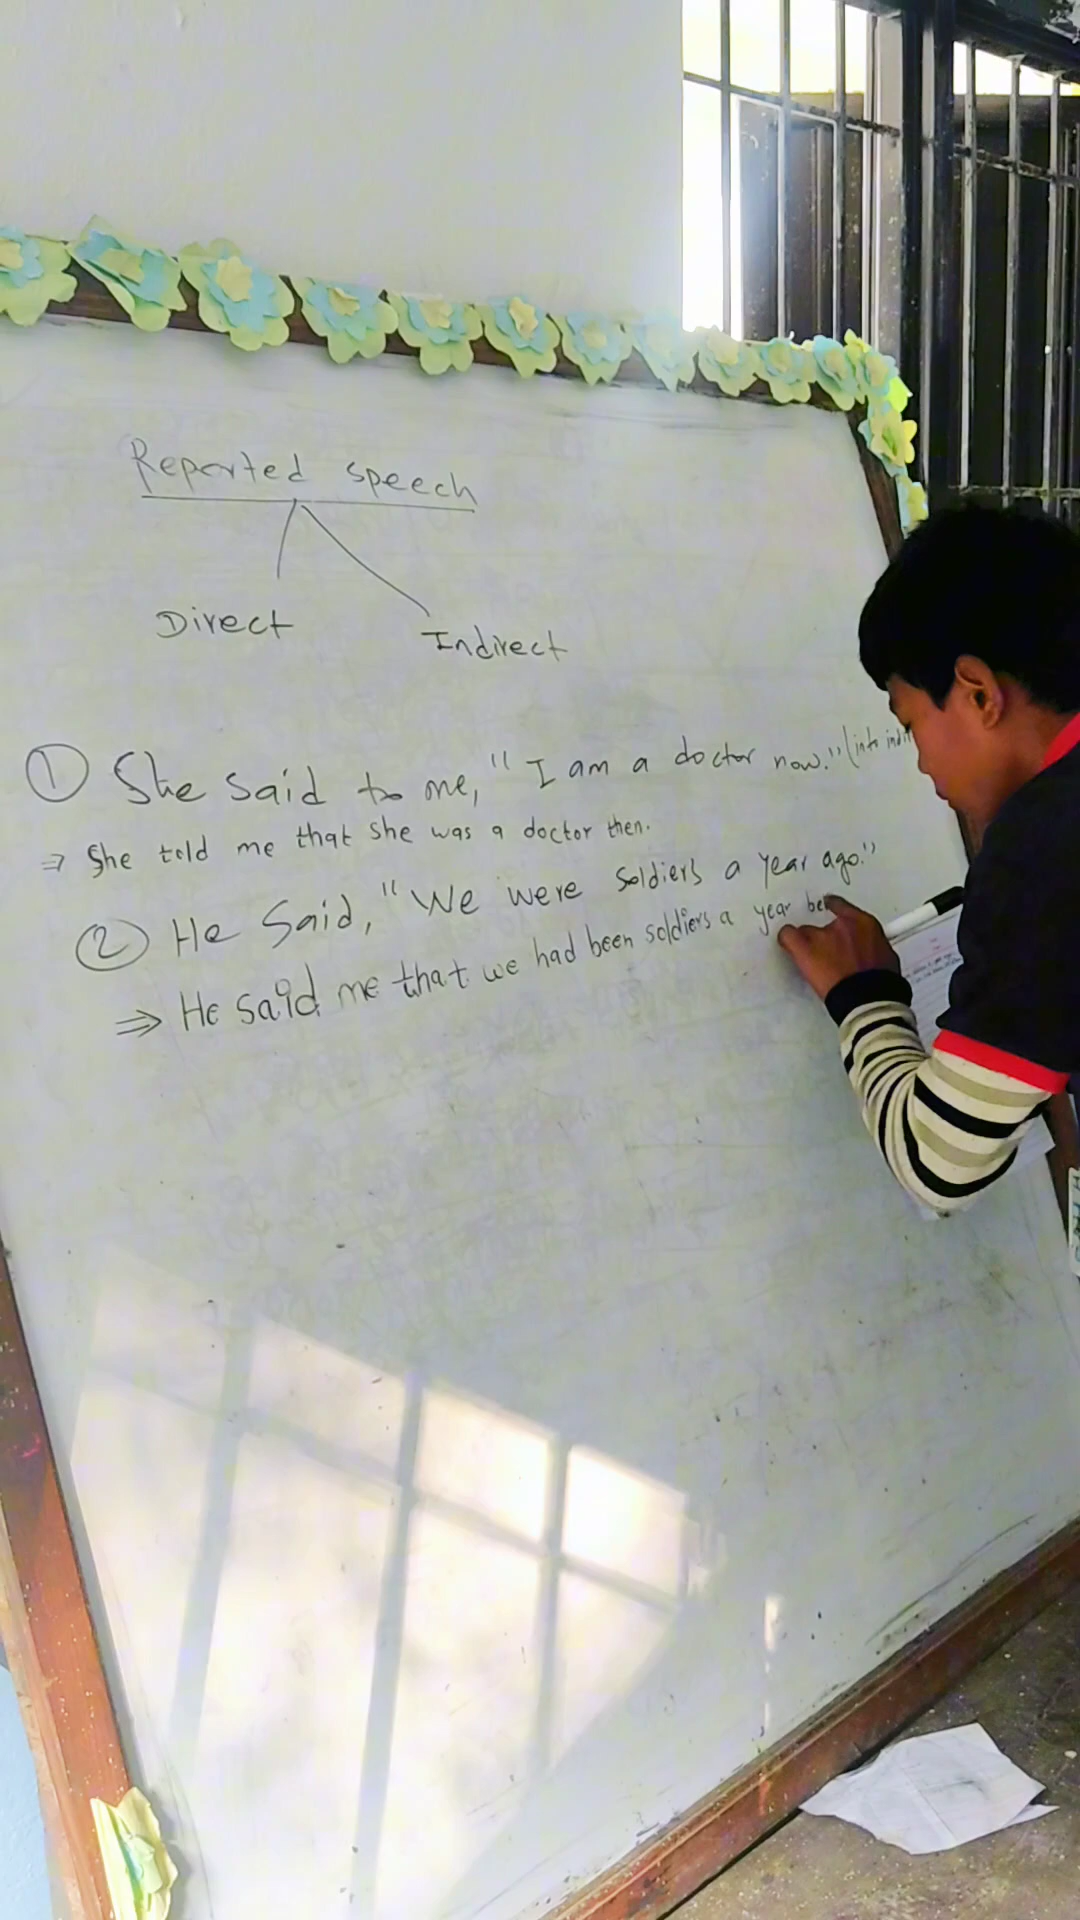 Reported speech
Direct
Indirect
① She said to me, "I am a doctor now." (into
⇒ She told me that she was a doctor then.
② He said, "We were soldiers a year ago."
⇒ He said me that we had been soldiers a year